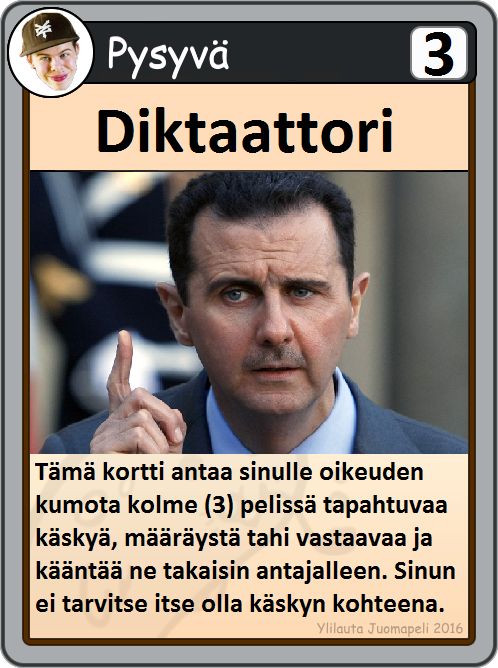 Pysyvä
3
Diktaattori
Tämä kortti antaa sinulle oikeuden
kumota kolme (3) pelissä tapahtuvaa
käskyä, määräystä tahi vastaavaa ja
kääntää ne takaisin antajalleen. Sinun
ei tarvitse itse olla käskyn kohteena.
Ylilauta Juomapeli 2016